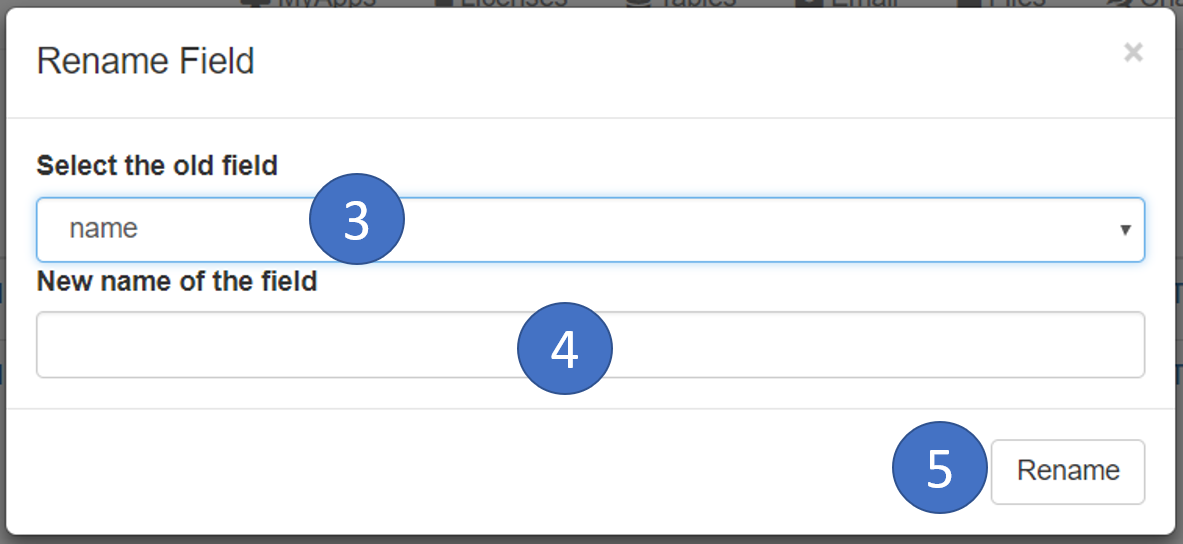 MyApps Licenses Tables Email Files
Rename Field ×
Select the old field
name
3
New name of the field
4
5
Rename